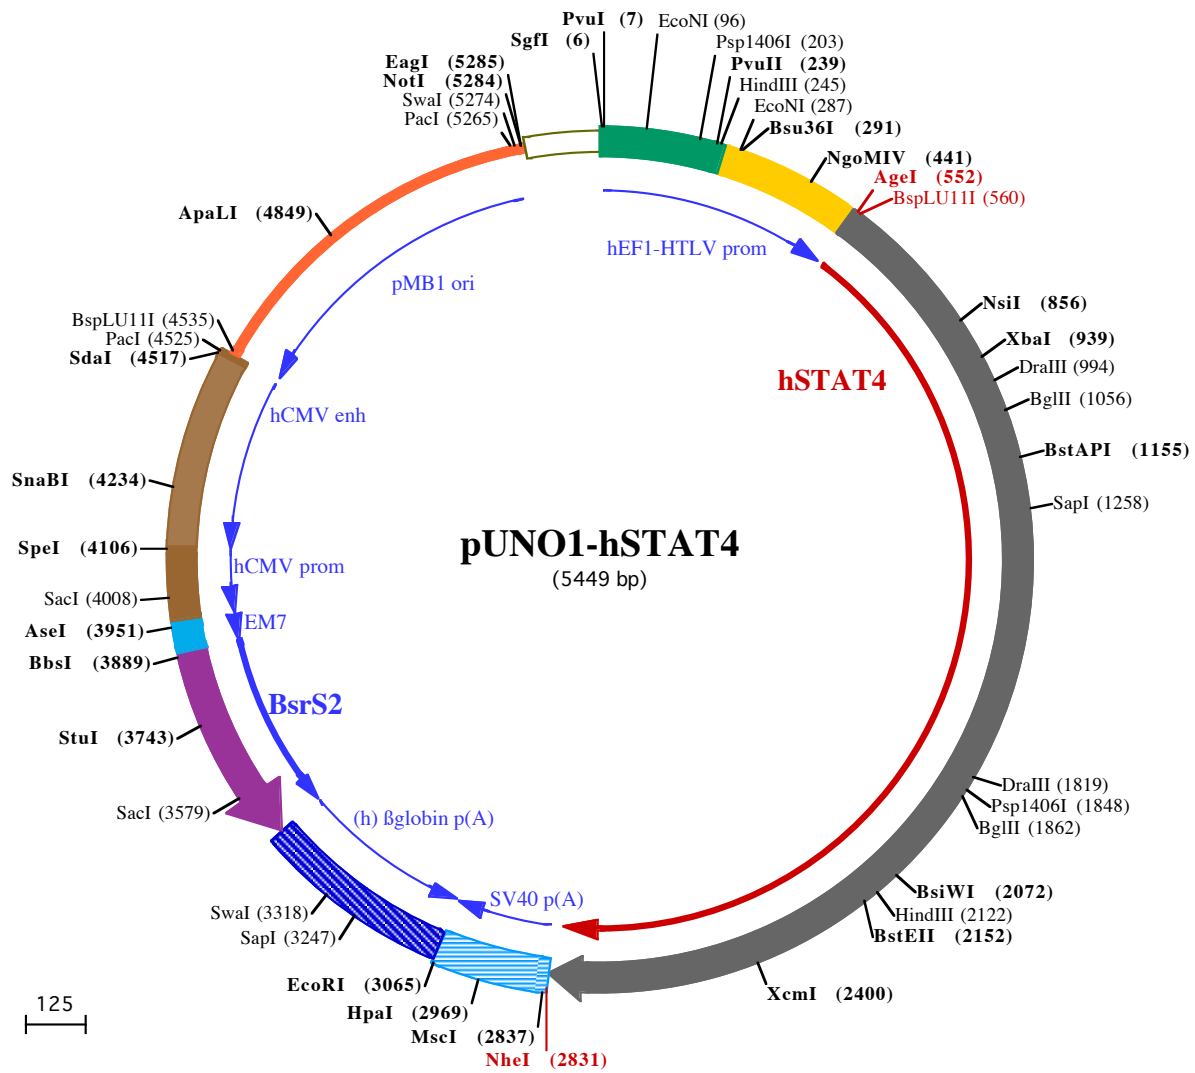 PvuI (7)
EcoNI (96)
SgfI (6)
Psp1406I (203)
EagI (5285)
PvuII (239)
NotI (5284)
HindIII (245)
SwaI (5274)
EcoNI (287)
PacI (5265)
Bsu36I (291)
NgoMIV (441)
AgeI (552)
BspLU11I (560)
ApaLI (4849)
hEF1-HTLV prom
pMB1 ori
NsiI (856)
BspLU11I (4535)
PacI (4525)
XbaI (939)
SdaI (4517)
DraIII (994)
hSTAT4
BglII (1056)
hCMV enh
BstAPI (1155)
SnaBI (4234)
SapI (1258)
pUNO1-hSTAT4
SpeI (4106)
hCMV prom
(5449 bp)
SacI (4008)
EM7
AseI (3951)
BbsI (3889)
BsrS2
StuI (3743)
DraIII (1819)
Psp1406I (1848)
SacI (3579)
(h) ßglobin p(A)
BglII (1862)
BsiWI (2072)
SV40 p(A)
SwaI (3318)
HindIII (2122)
SapI (3247)
BstEII (2152)
EcoRI (3065)
XcmI (2400)
125
HpaI (2969)
MscI (2837)
NheI (2831)